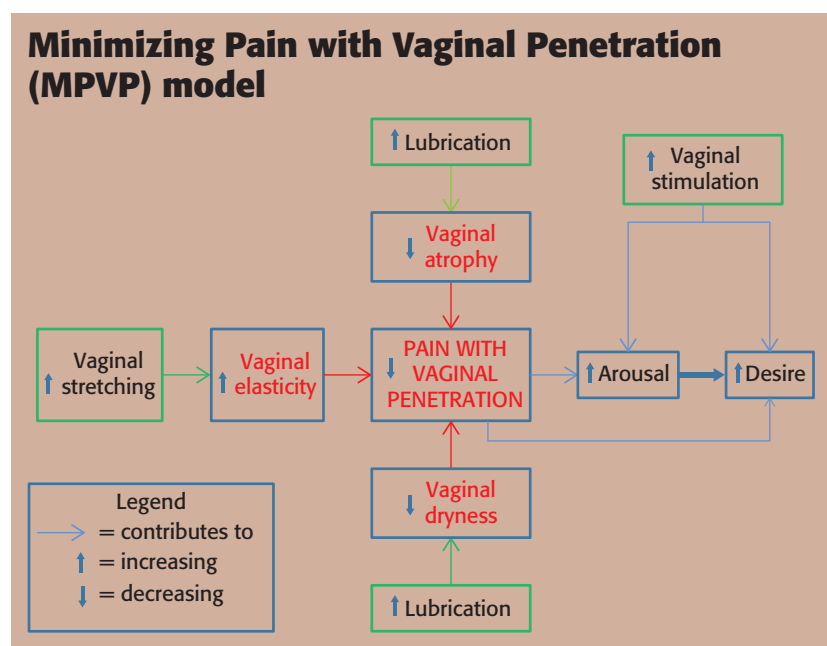 Minimizing Pain with Vaginal Penetration
(MPVP) model
Lubrication
Vaginal
stimulation
Vaginal
atrophy
Vaginal
stretching
Vaginal
elasticity
PAIN WITH
VAGINAL
PENETRATION
Arousal
Desire
Vaginal
dryness
Lubrication
Legend
= contributes to
= increasing
= decreasing